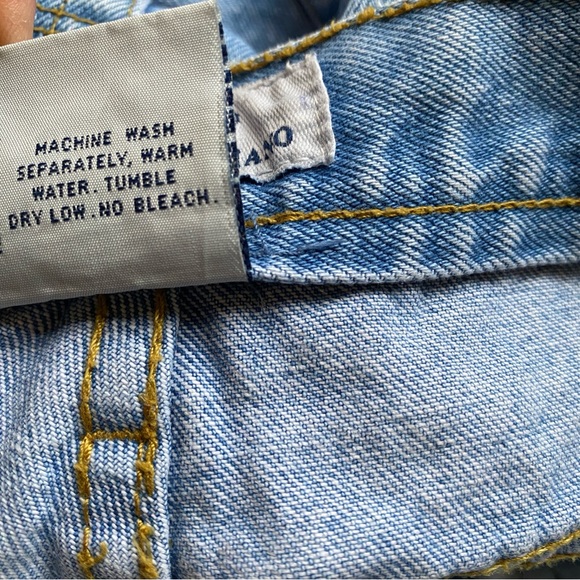 MACHINE WASH
SEPARATELY, WARM
WATER. TUMBLE
DRY LOW. NO BLEACH.